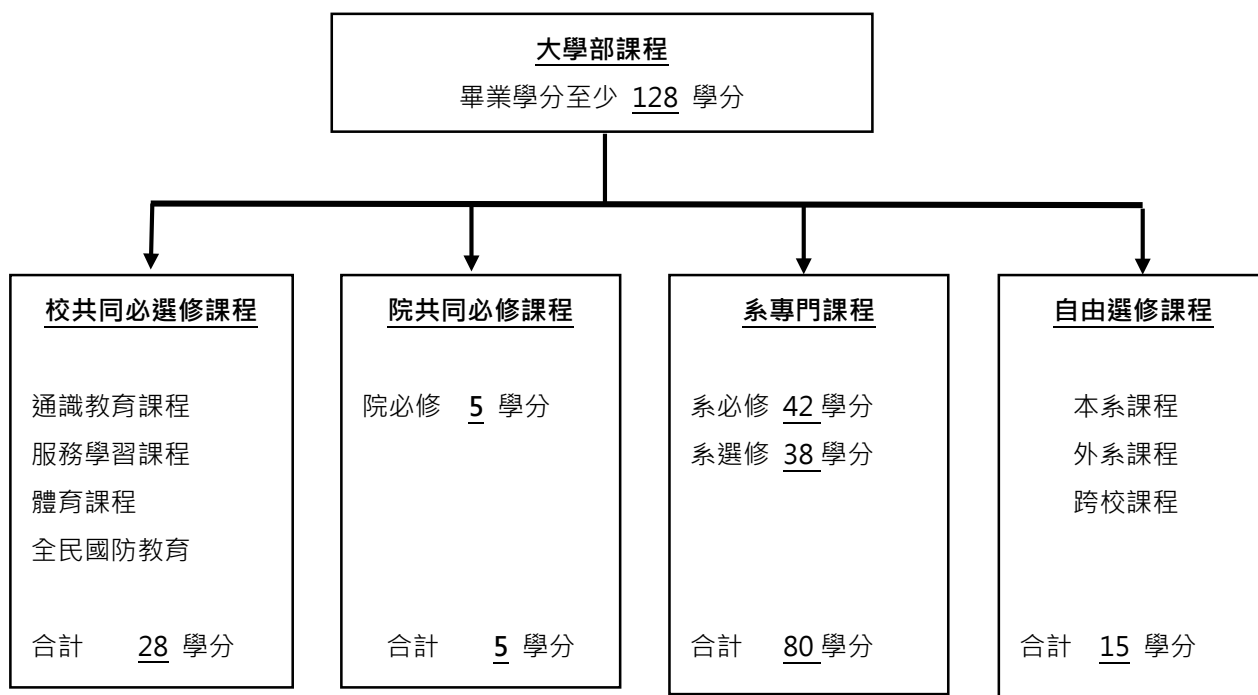 大學部課程
畢業學分至少 128 學分
校共同必選修課程
通識教育課程
服務學習課程
體育課程
全民國防教育
合計 28 學分
院共同必修課程
院必修 5 學分
合計 5 學分
系專門課程
系必修 42 學分
系選修 38 學分
合計 80 學分
自由選修課程
本系課程
外系課程
跨校課程
合計 15 學分